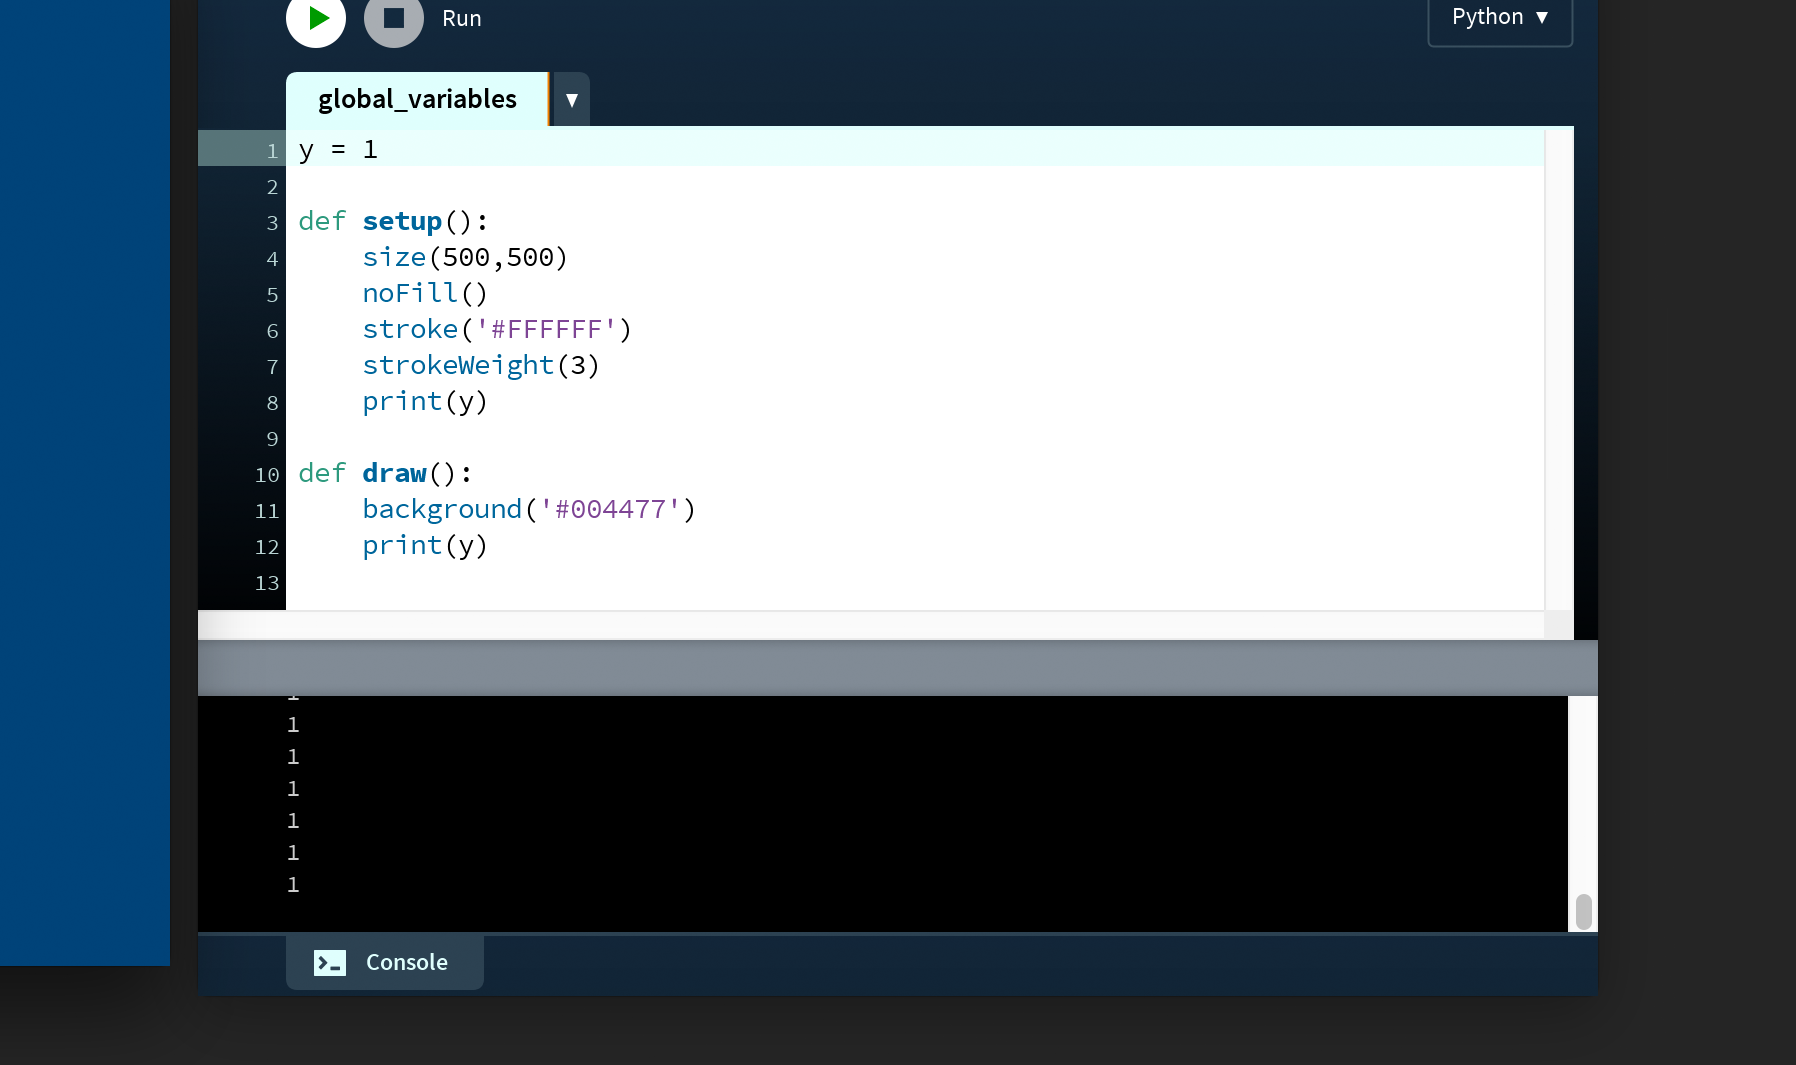 Run
Python ▼
global_variables ▼
1 y = 1
2
3 def setup():
4     size(500,500)
5     noFill()
6     stroke('#FFFFFF')
7     strokeWeight(3)
8     print(y)
9
10 def draw():
11     background('#004477')
12     print(y)
13
1
1
1
1
1
1
1
Console